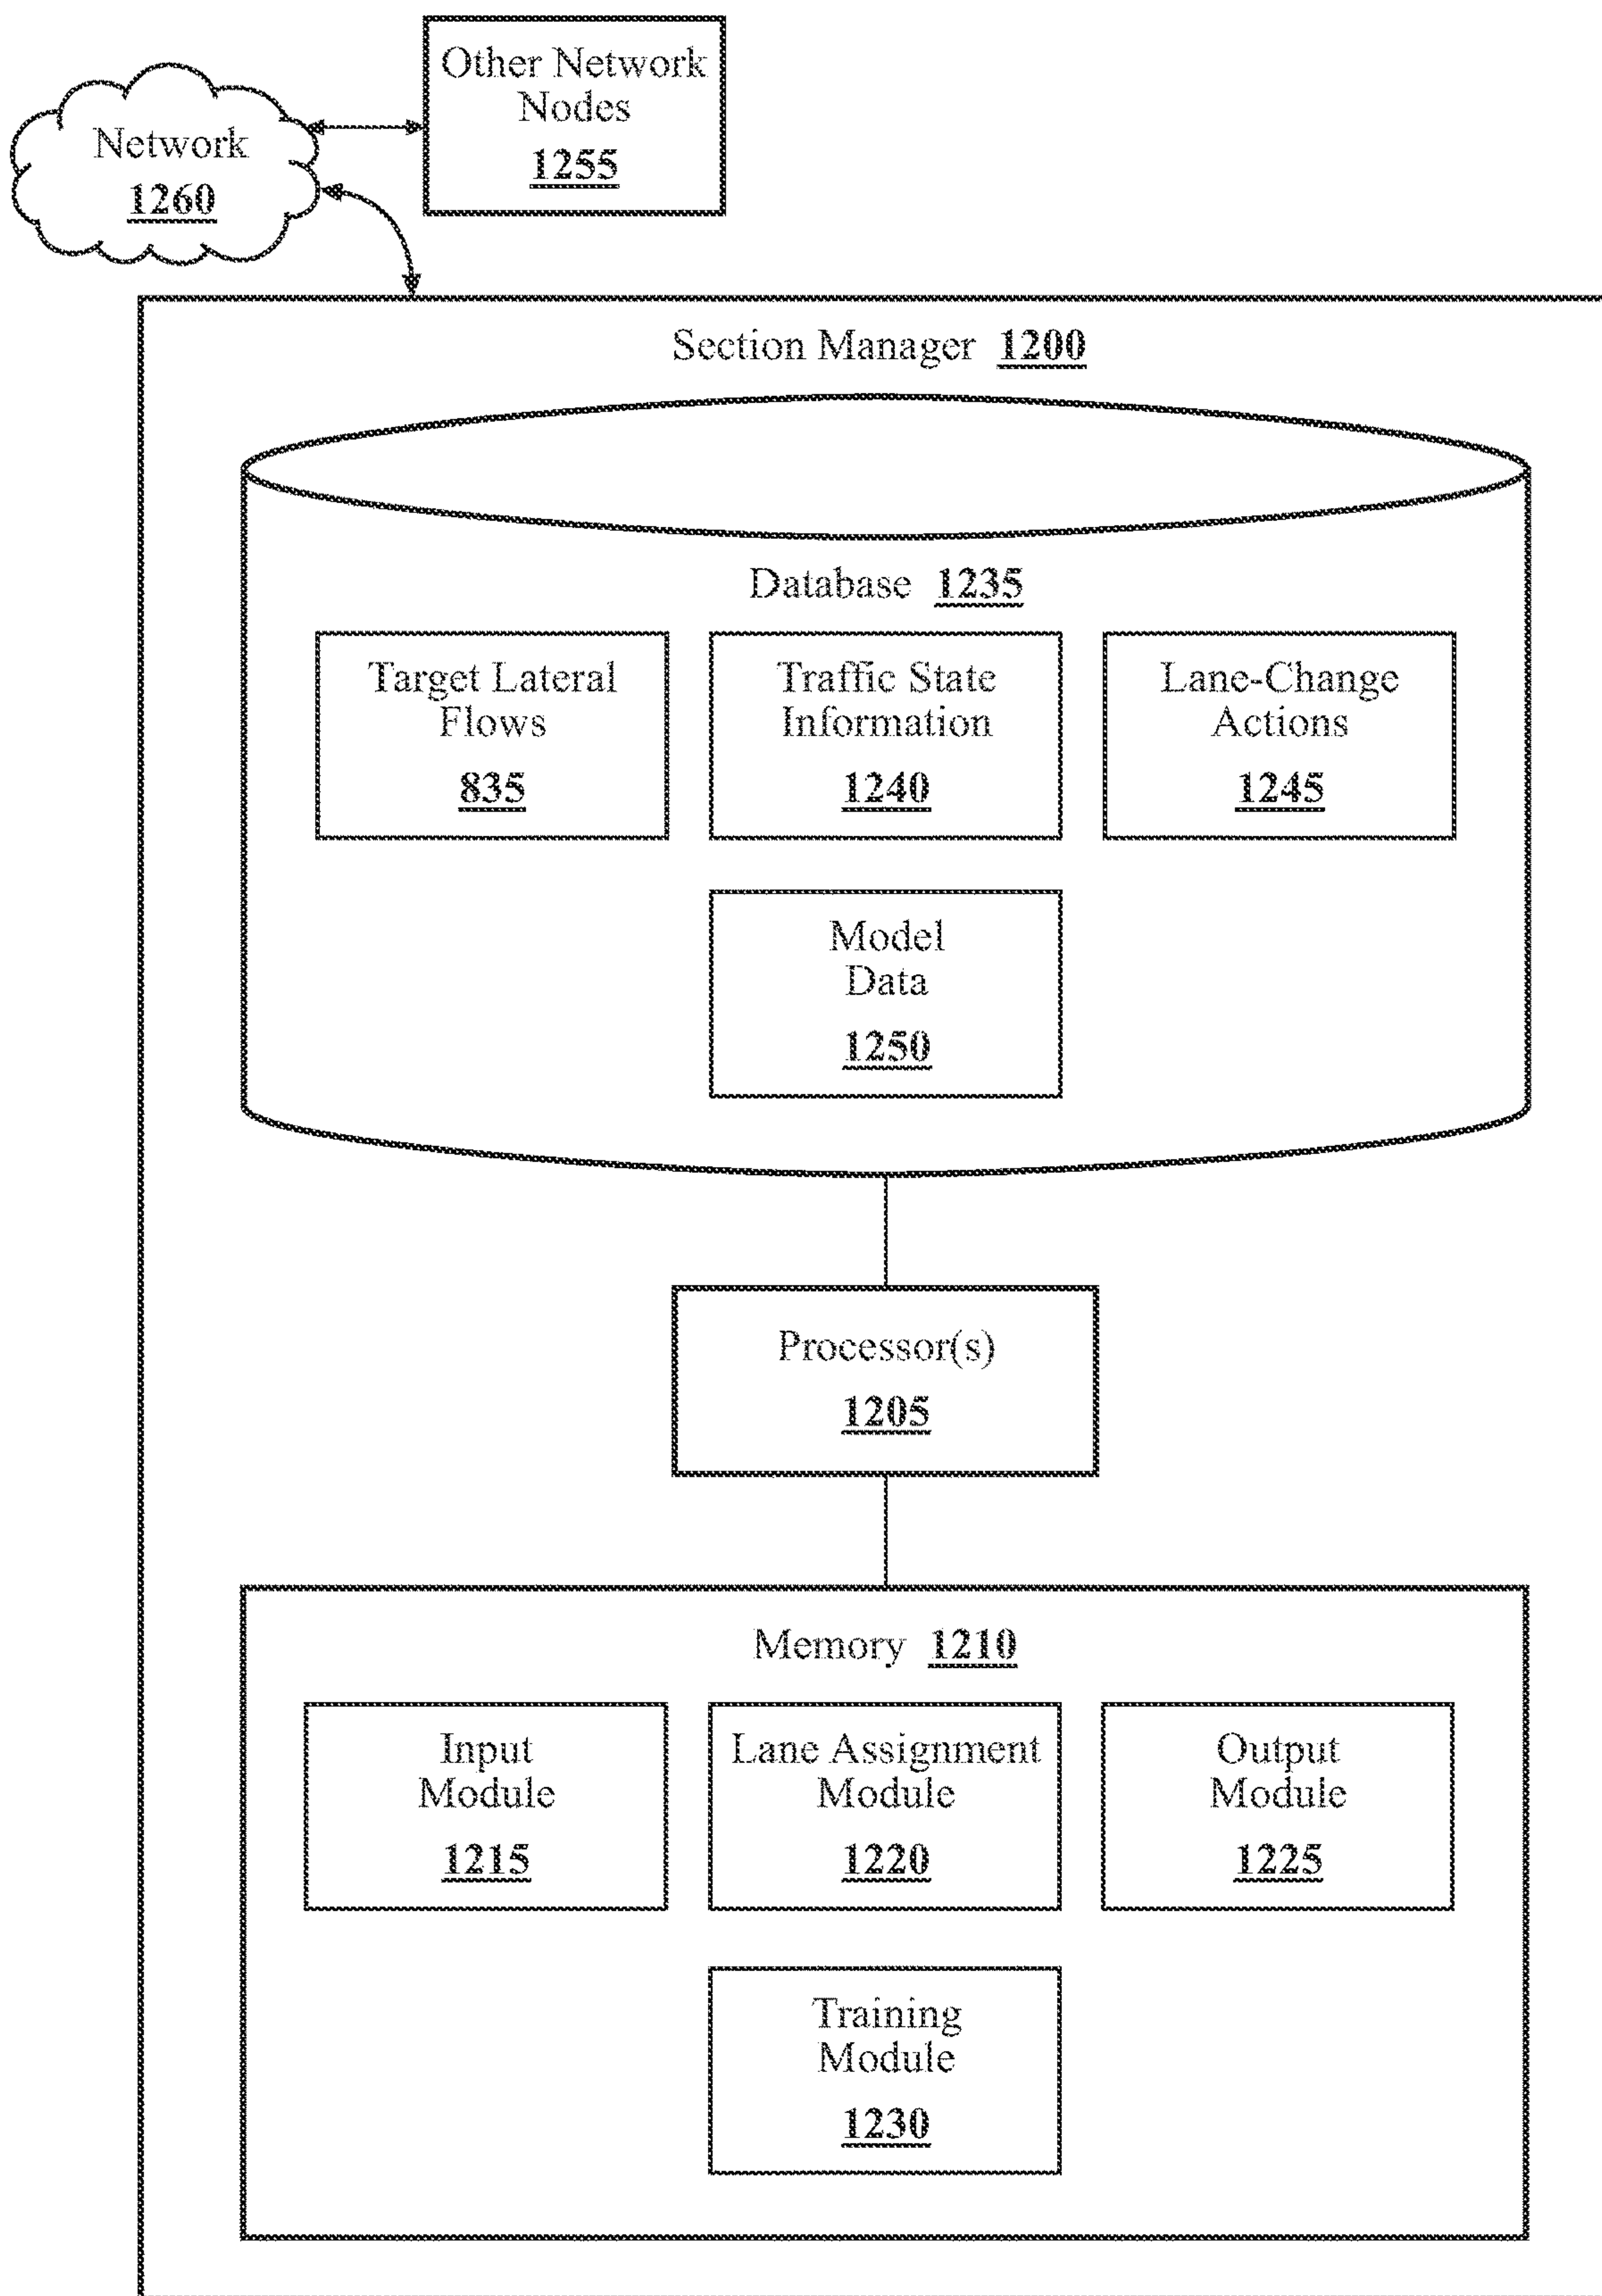 Other Network
Nodes
1255
Network
1260
Section Manager 1200
Database 1235
Target Lateral
Flows
835
Traffic State
Information
1240
Lane-Change
Actions
1245
Model
Data
1250
Processor(s)
1205
Memory 1210
Input
Module
1215
Lane Assignment
Module
1220
Output
Module
1225
Training
Module
1230